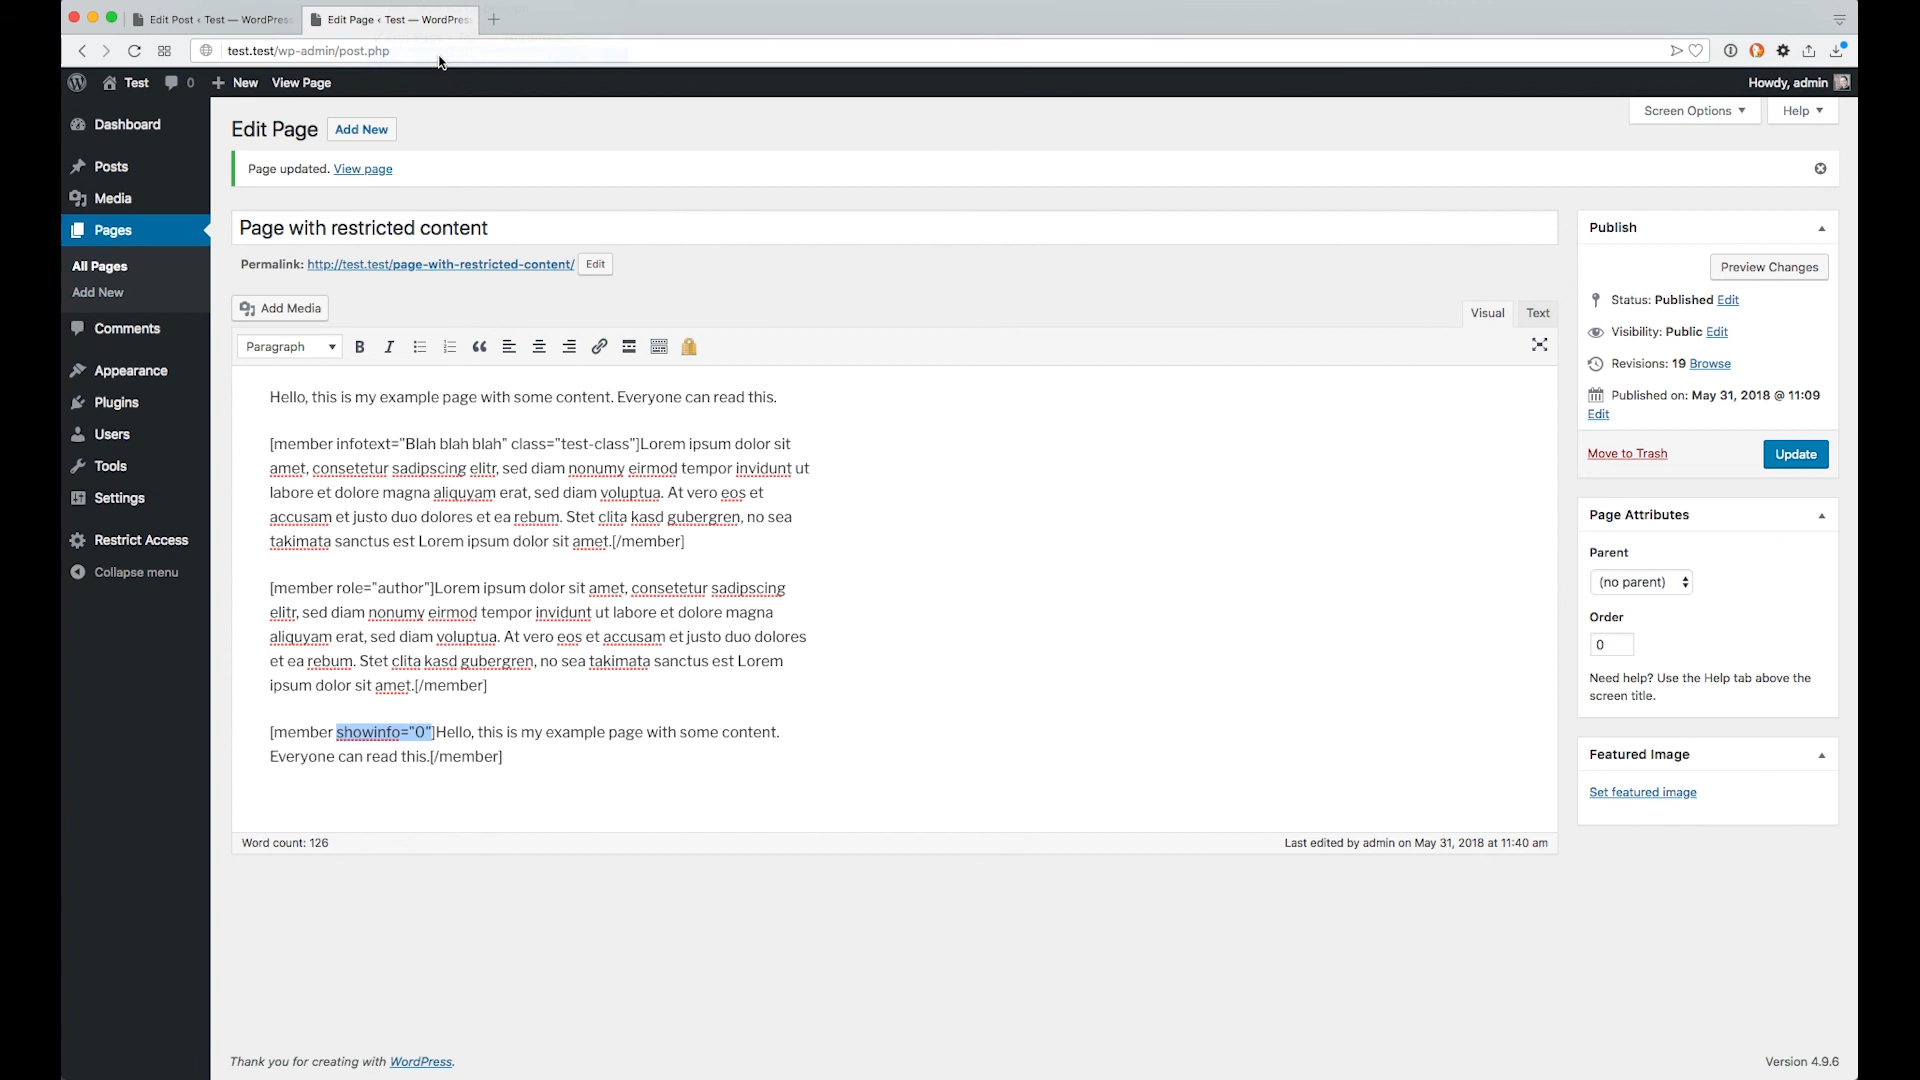 Edit Post ‹ Test — WordPress
Edit Page ‹ Test — WordPress
test.test/wp-admin/post.php
Test 0 New View Page Howdy, admin
Screen Options Help
Edit Page Add New
Page updated. View page
Page with restricted content
Permalink: http://test.test/page-with-restricted-content/ Edit
Add Media
Visual Text
Paragraph
Hello, this is my example page with some content. Everyone can read this.
[member infotext="Blah blah blah" class="test-class"]Lorem ipsum dolor sit
amet, consetetur sadipscing elitr, sed diam nonumy eirmod tempor invidunt ut
labore et dolore magna aliquyam erat, sed diam voluptua. At vero eos et
accusam et justo duo dolores et ea rebum. Stet clita kasd gubergren, no sea
takimata sanctus est Lorem ipsum dolor sit amet.[/member]
[member role="author"]Lorem ipsum dolor sit amet, consetetur sadipscing
elitr, sed diam nonumy eirmod tempor invidunt ut labore et dolore magna
aliquyam erat, sed diam voluptua. At vero eos et accusam et justo duo dolores
et ea rebum. Stet clita kasd gubergren, no sea takimata sanctus est Lorem
ipsum dolor sit amet.[/member]
[member showinfo="0"]Hello, this is my example page with some content.
Everyone can read this.[/member]
Word count: 126
Last edited by admin on May 31, 2018 at 11:40 am
Dashboard
Posts
Media
Pages
All Pages
Add New
Comments
Appearance
Plugins
Users
Tools
Settings
Restrict Access
Collapse menu
Publish
Preview Changes
Status: Published Edit
Visibility: Public Edit
Revisions: 19 Browse
Published on: May 31, 2018 @ 11:09
Edit
Move to Trash
Update
Page Attributes
Parent
(no parent)
Order
0
Need help? Use the Help tab above the
screen title.
Featured Image
Set featured image
Thank you for creating with WordPress.
Version 4.9.6